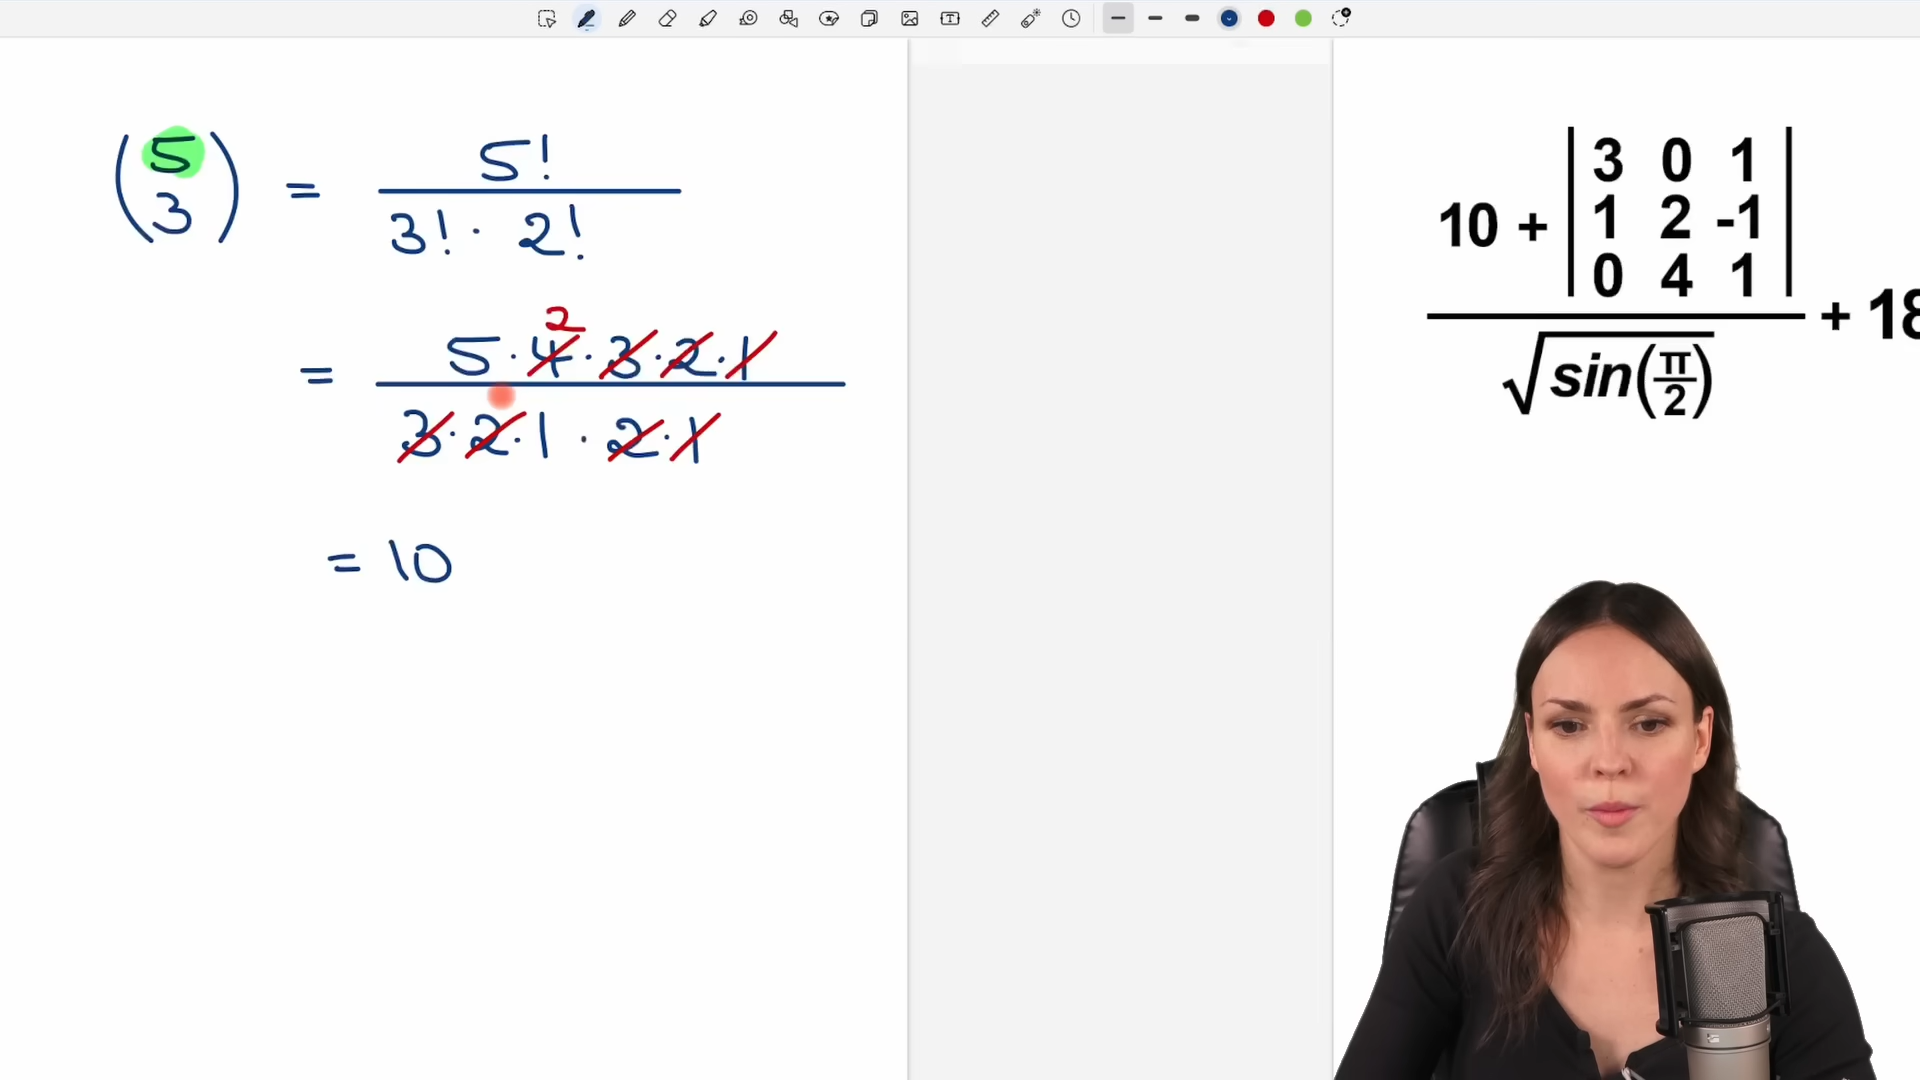 (5 3) = 5! / 3! · 2!
= 5 · 4 2 · 3 · 2 · 1 / 3 · 2 · 1 · 2 · 1
= 10
10 + | 3 0 1 |
| 1 2 -1 |
| 0 4 1 |
+ 18
√sin(π/2)